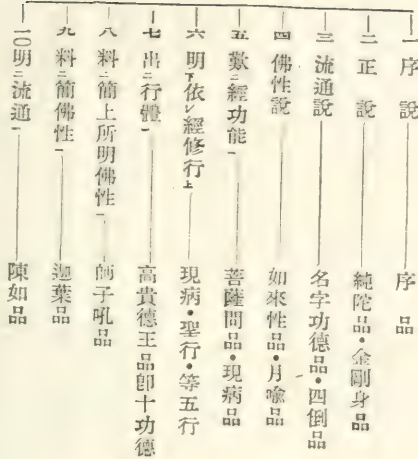 一 序 說 序 品
二 正 說 純陀品・金剛身品
三 流通說 名字功德品・四倒品
四 佛性說 如來性品・月喩品
五 歎二經功能一 菩薩問品・現病品
六 明下依レ經修行上 現病・聖行・等五行
七 出二行體一 高貴德王品卽十功德
八 料二簡上所明佛性一 師子吼品
九 料二簡佛性一 迦葉品
一〇明二流通一 陳如品